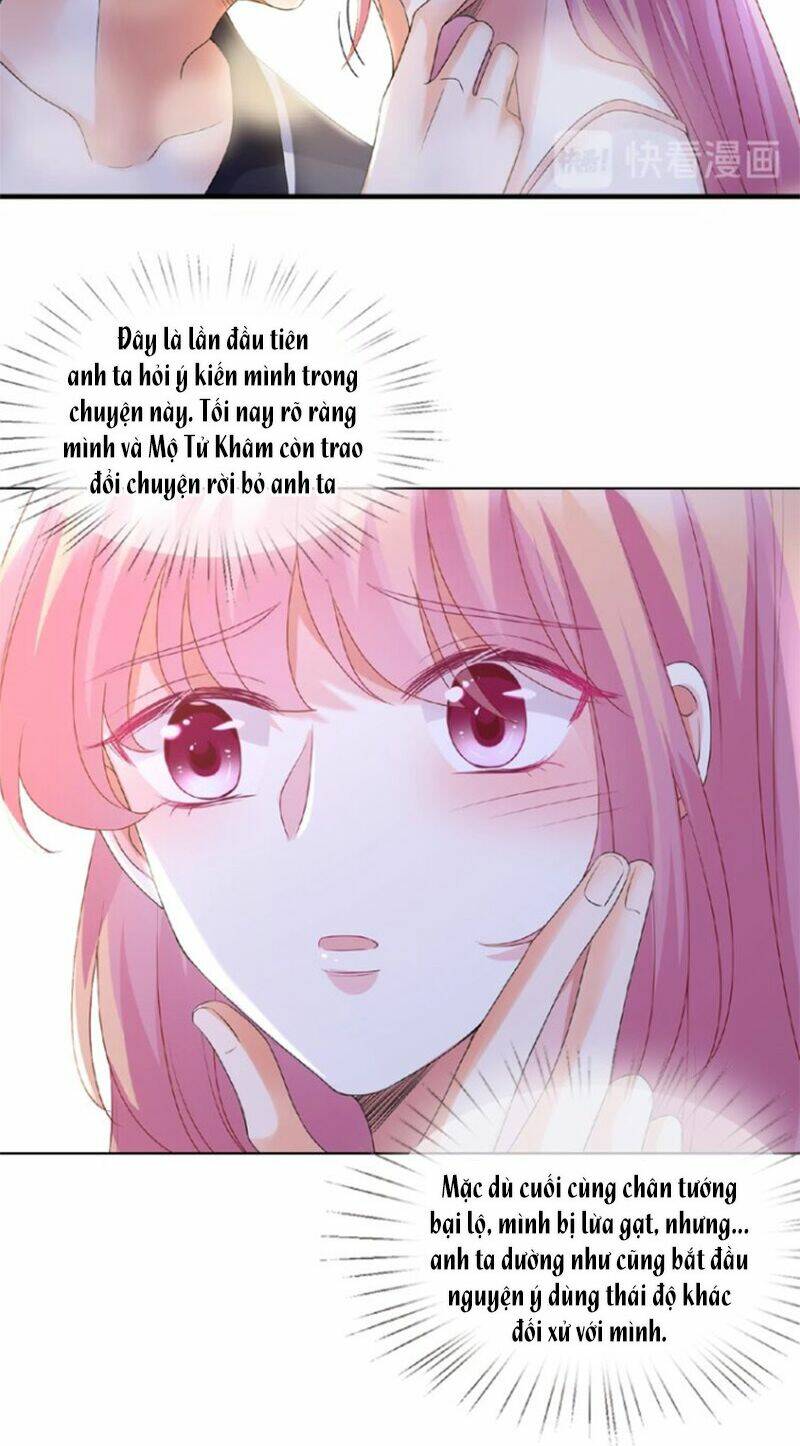 快看! 快看漫画
Đây là lần đầu tiên
anh ta hỏi ý kiến mình trong
chuyện này. Tối nay rõ ràng
mình và Mộ Tử Khâm còn trao
đổi chuyện rời bỏ anh ta
Mặc dù cuối cùng chân tướng
bại lộ, mình bị lừa gạt, nhưng...
anh ta dường như cũng bắt đầu
nguyện ý dùng thái độ khác
đối xử với mình.